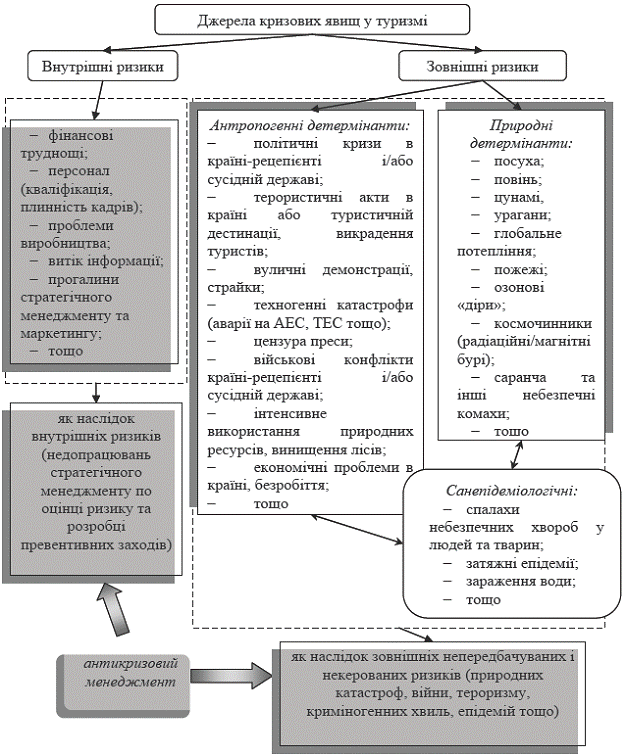 Джерела кризових явищ у туризмі
Внутрішні ризики
Зовнішні ризики
– фінансові
труднощі;
– персонал
(кваліфікація,
плинність кадрів);
– проблеми
виробництва;
– витік інформації;
– прогалини
стратегічного
менеджменту та
маркетингу;
– тощо
Антропогенні детермінанти:
– політичні кризи в
країні-рецепієнті і/або
сусідній державі;
– терористичні акти в
країні або туристичній
дестинації, викрадення
туристів;
– вуличні демонстрації,
страйки;
– техногенні катастрофи
(аварії на АЕС, ТЕС тощо);
– цензура преси;
– військові конфлікти
країні-рецепієнті і/або
сусідній державі;
– інтенсивне
використання природних
ресурсів, винищення лісів;
– економічні проблеми в
країні, безробіття;
– тощо
Природні
детермінанти:
– посуха;
– повінь;
– цунамі,
– урагани;
– глобальне
потепління;
– пожежі;
– озонові
«діри»;
– космочинники
(радіаційні/магнітні
бурі);
– саранча та
інші небезпечні
комахи;
– тощо
як наслідок
внутрішніх ризиків
(недопрацювань
стратегічного
менеджменту по
оцінці ризику та
розробці
превентивних заходів)
Санепідеміологічні:
– спалахи
небезпечних хвороб у
людей та тварин;
– затяжні епідемії;
– зараження води;
– тощо
антикризовий
менеджмент
як наслідок зовнішніх непередбачуваних і
некерованих ризиків (природних
катастроф, війни, тероризму,
криміногенних хвиль, епідемій тощо)